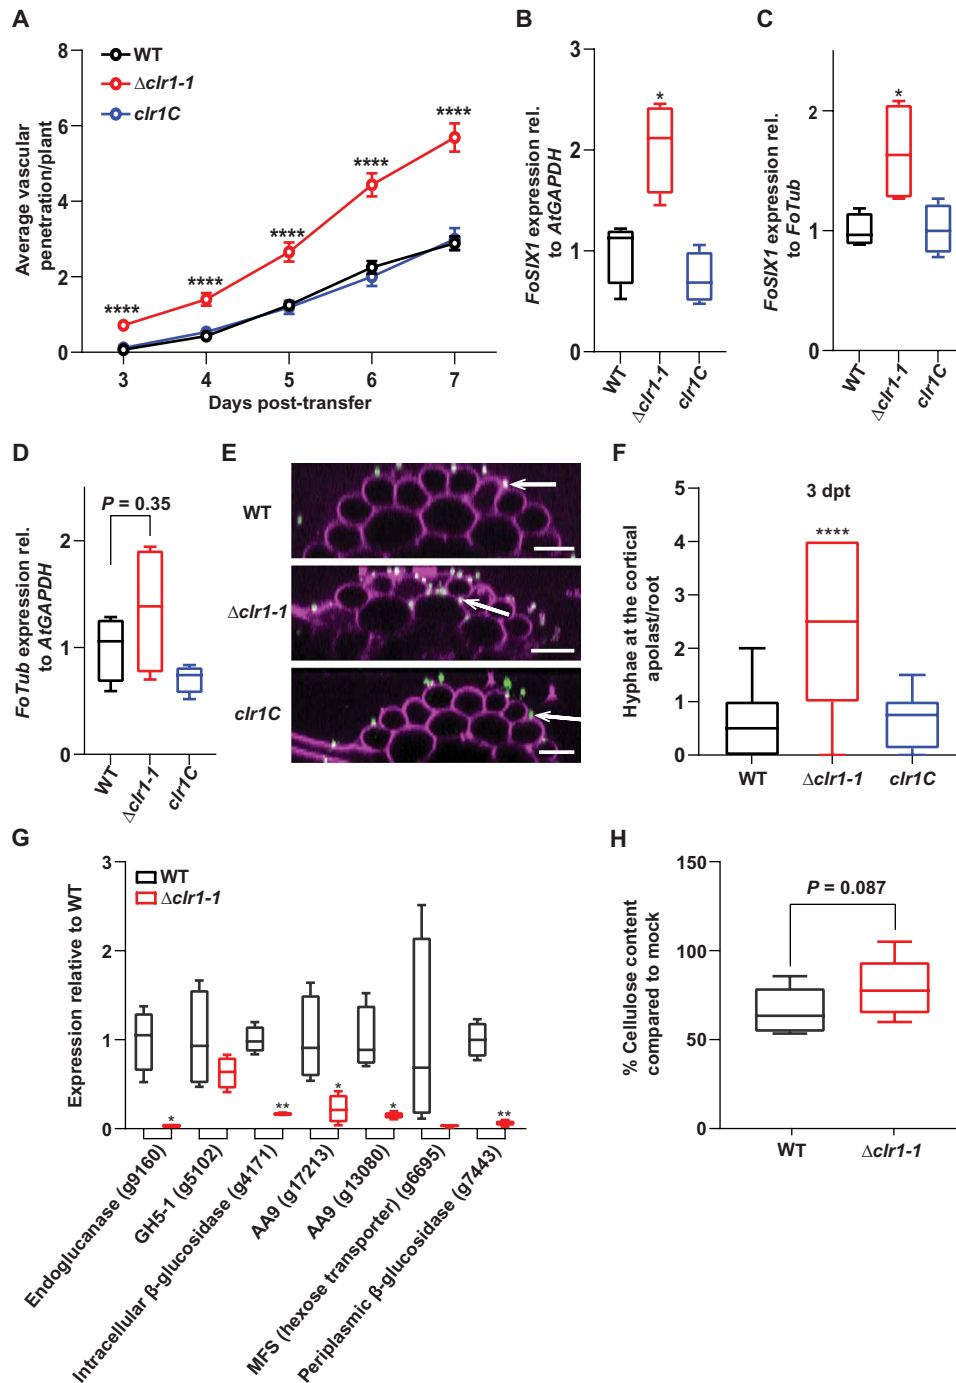 A
WT
Δclr1-1
clr1C
Average vascular
penetration/plant
8
6
4
2
0
****
****
****
****
****
3 4 5 6 7
Days post-transfer
B
FoSIX1 expression rel.
to AtGAPDH
3
2
1
0
*
WT Δclr1-1 clr1C
C
FoSIX1 expression rel.
to FoTub
2
1
0
*
WT Δclr1-1 clr1C
D
FoTub expression rel.
to AtGAPDH
2
1
0
P = 0.35
WT Δclr1-1 clr1C
E
WT
Δclr1-1
clr1C
F
3 dpt
Hyphae at the cortical
apolast/root
5
4
3
2
1
0
****
WT Δclr1-1 clr1C
G
WT
Δclr1-1
Expression relative to WT
3
2
1
0
* ** * * **
Endoglucanase (g9160)
GH5-1 (g5102)
Intracellular β-glucosidase (g4171)
AA9 (g17213)
AA9 (g13080)
MFS (hexose transporter) (g6695)
Periplasmic β-glucosidase (g7443)
H
% Cellulose content
compared to mock
150
100
50
0
P = 0.087
WT Δclr1-1